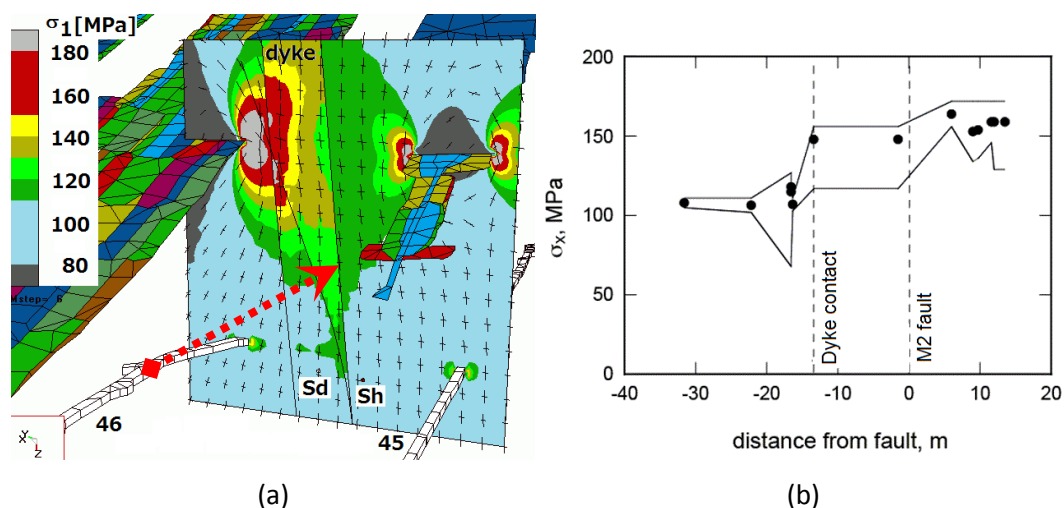 σ1[MPa]
180
160
140
120
100
80
dyke
Sd
Sh
46
45
Y
X
Z
(a)
200
150
100
50
0
σx, MPa
Dyke contact
M2 fault
-40
-30
-20
-10
0
10
20
distance from fault, m
(b)